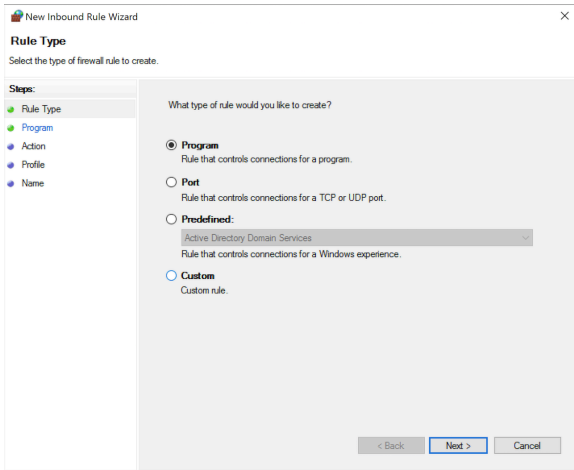 New Inbound Rule Wizard
Rule Type
Select the type of firewall rule to create.
Steps:
Rule Type
Program
Action
Profile
Name
What type of rule would you like to create?
Program
Rule that controls connections for a program.
Port
Rule that controls connections for a TCP or UDP port.
Predefined:
Active Directory Domain Services
Rule that controls connections for a Windows experience.
Custom
Custom rule.
< Back Next > Cancel